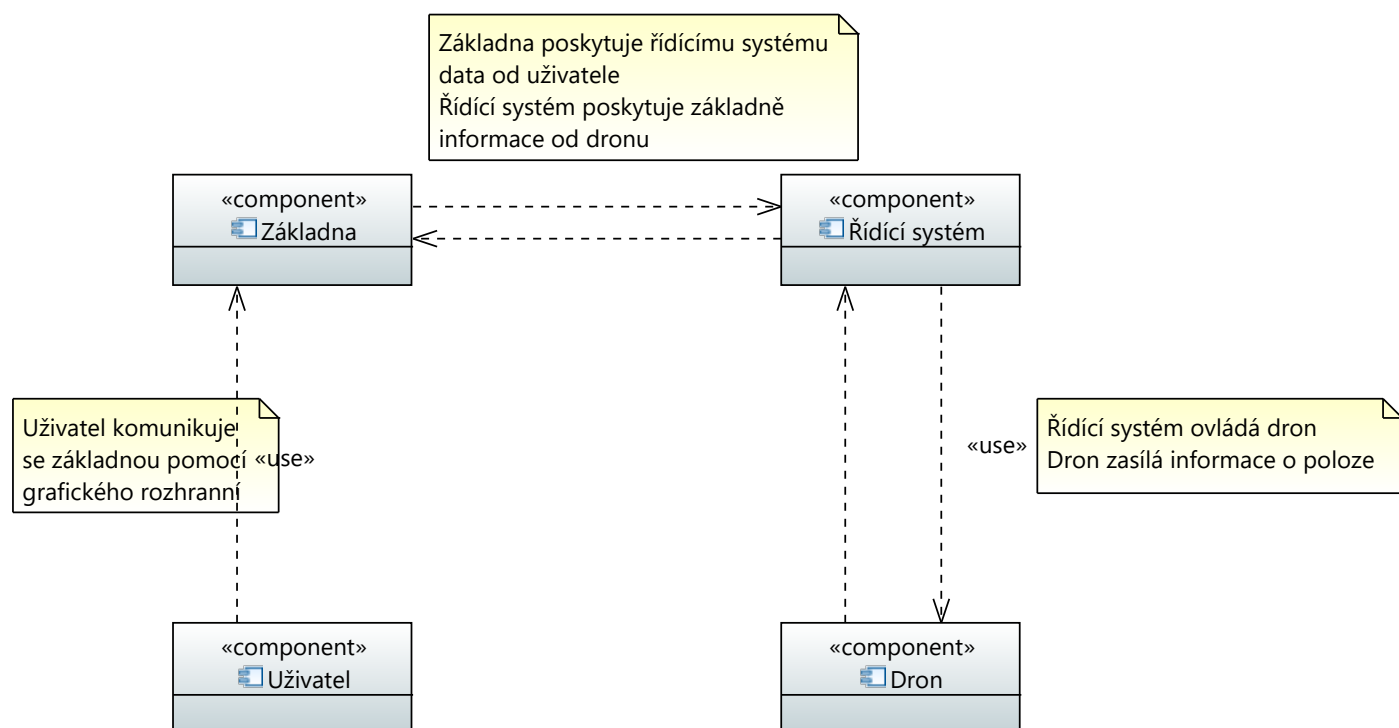 Základna poskytuje řídícímu systému
data od uživatele
Řídící systém poskytuje základně
informace od dronu
«component»
Základna
«component»
Řídící systém
Uživatel komunikuje
se základnou pomocí
grafického rozhranní
«use»
«use»
Řídící systém ovládá dron
Dron zasílá informace o poloze
«component»
Uživatel
«component»
Dron